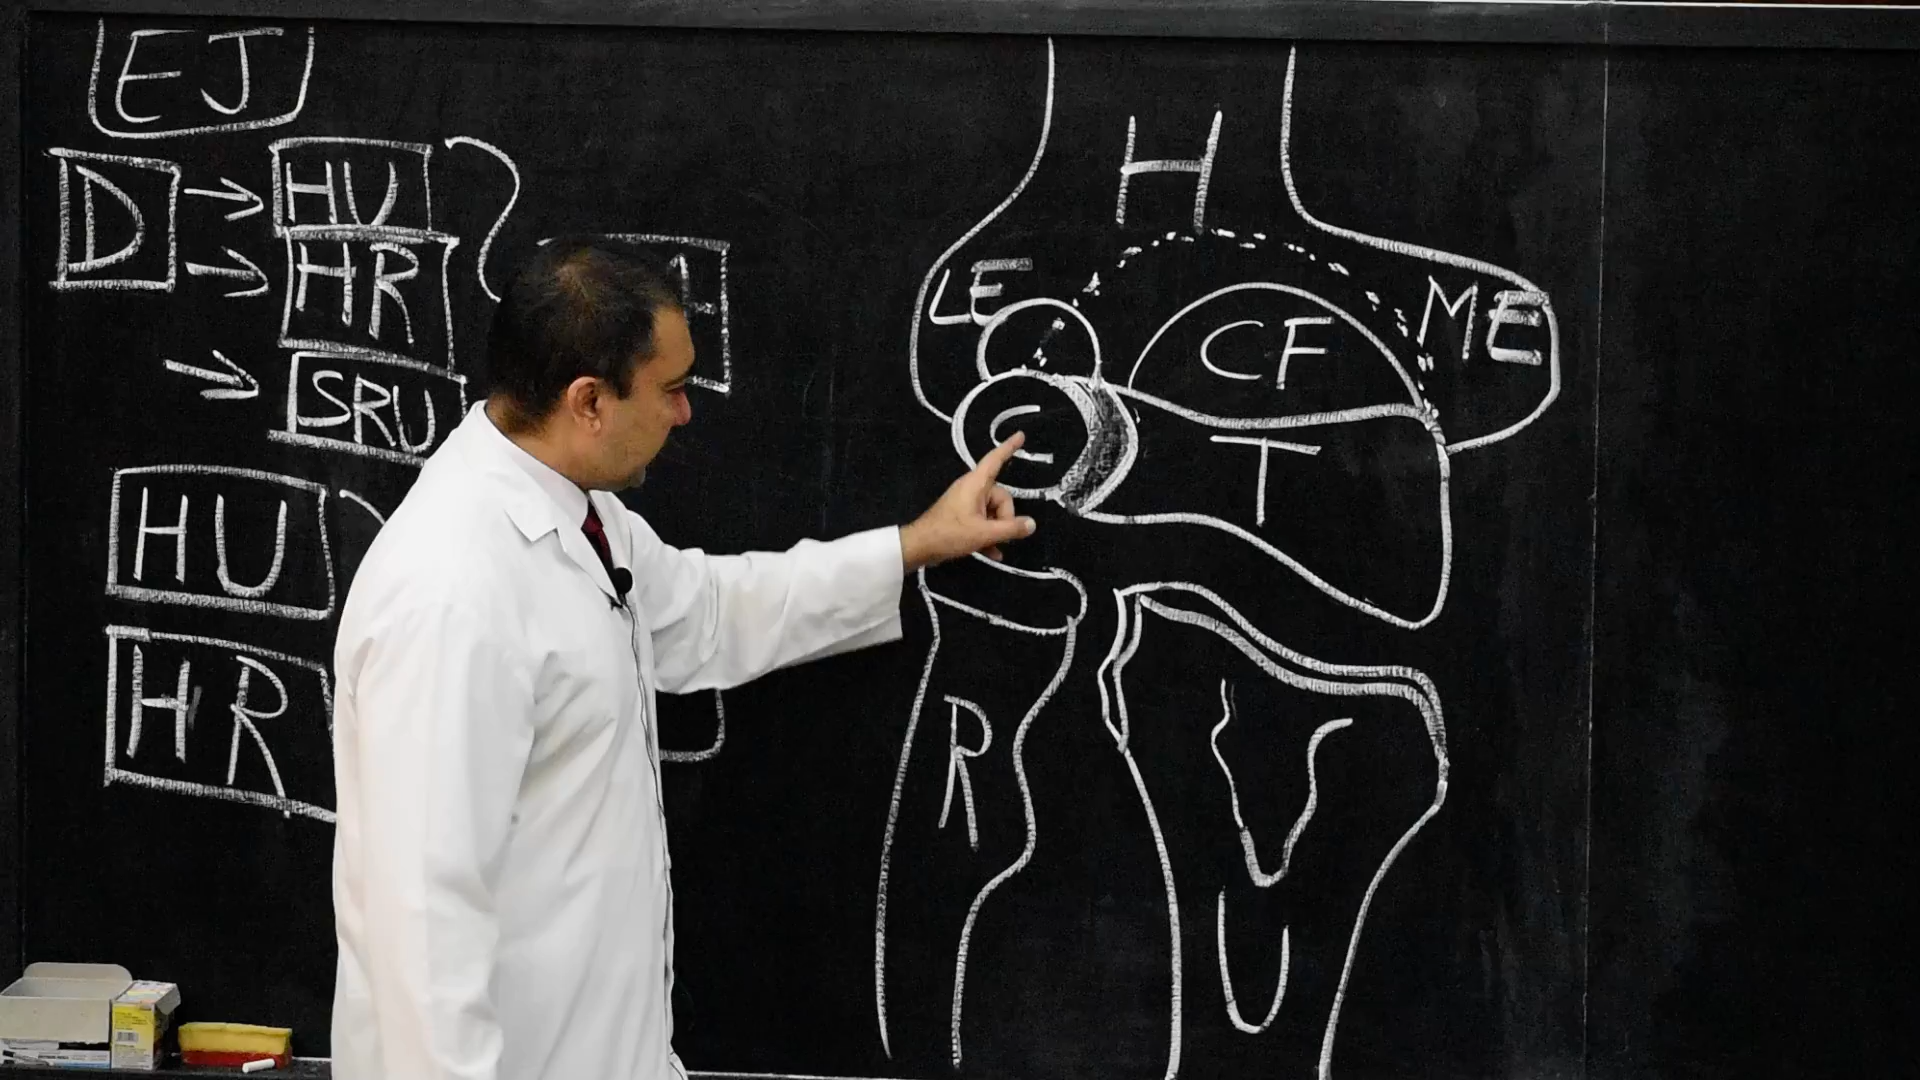 EJ
D → HU
→ HR
→ SRU
HU
HR
H
LE
ME
CF
C
T
R
U